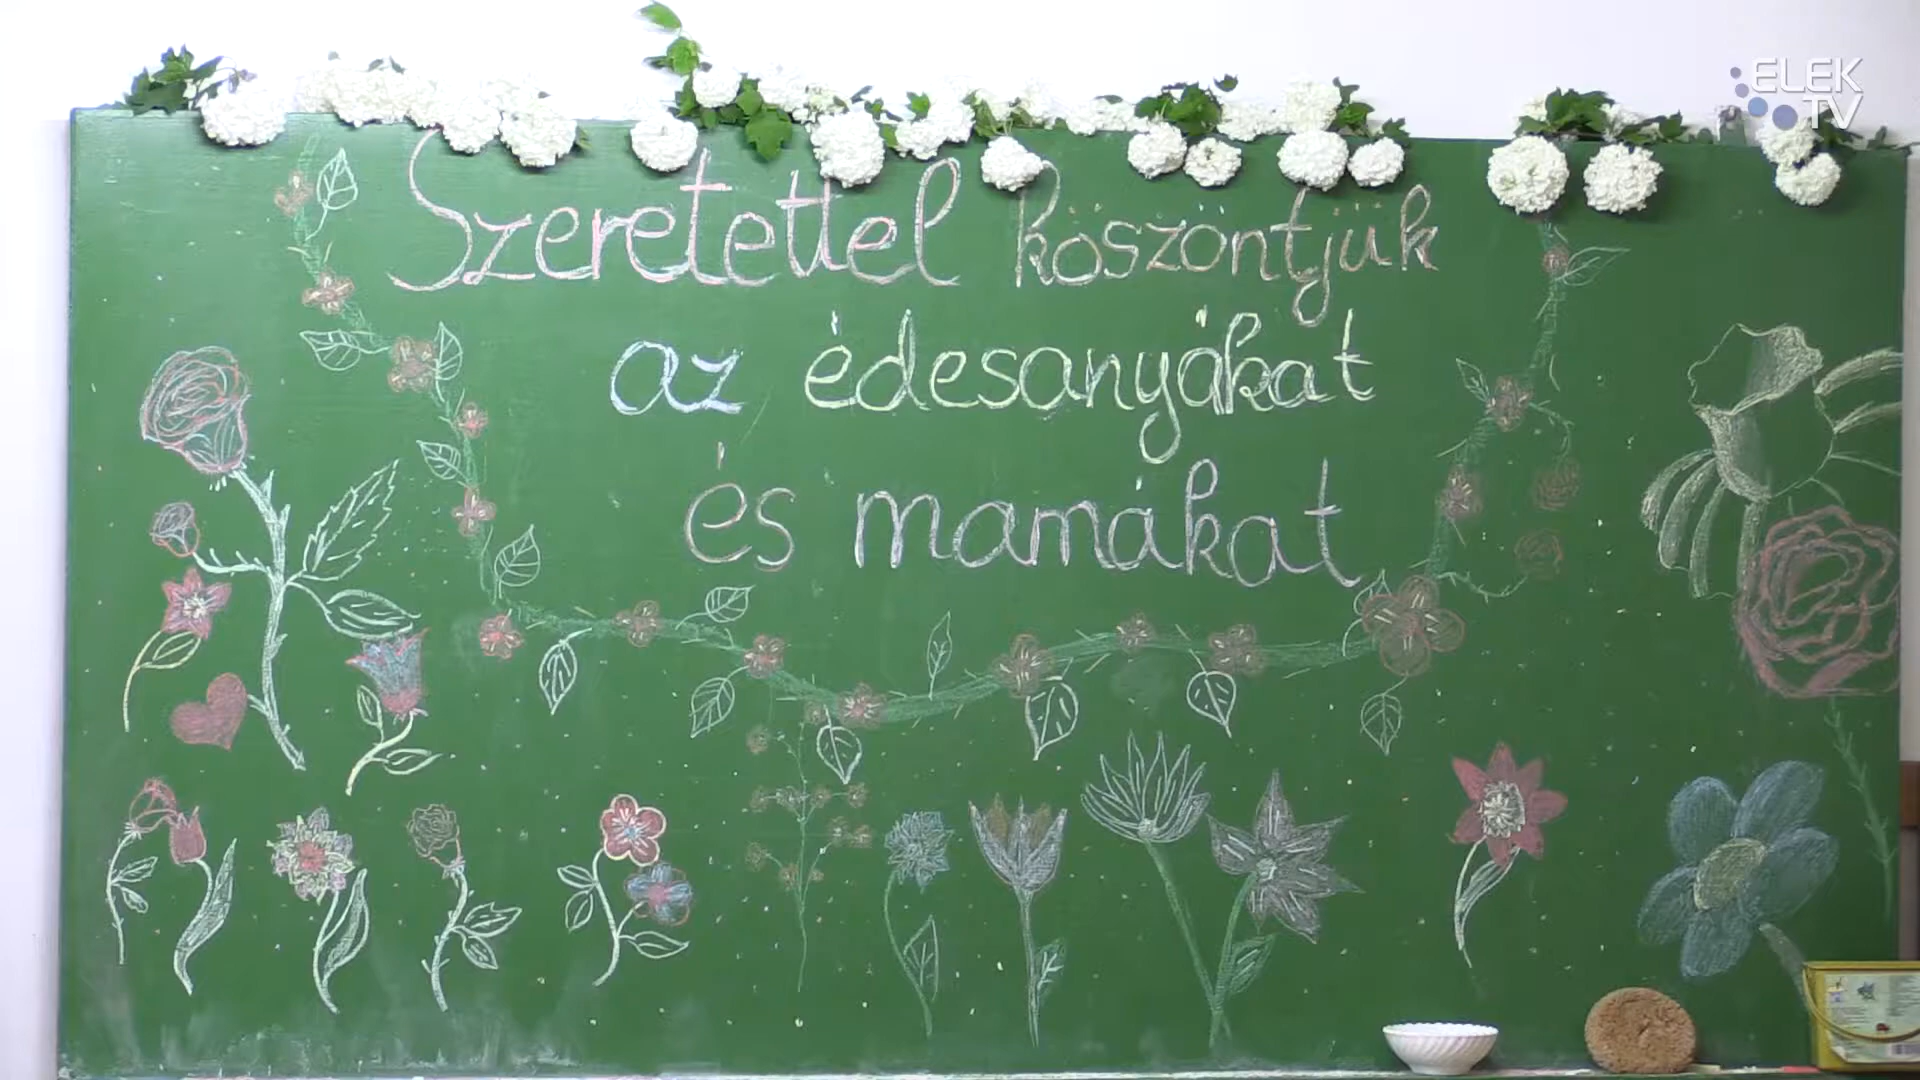 ELEK
TV
Szeretettel köszöntjük
az édesanyákat
és mamákat